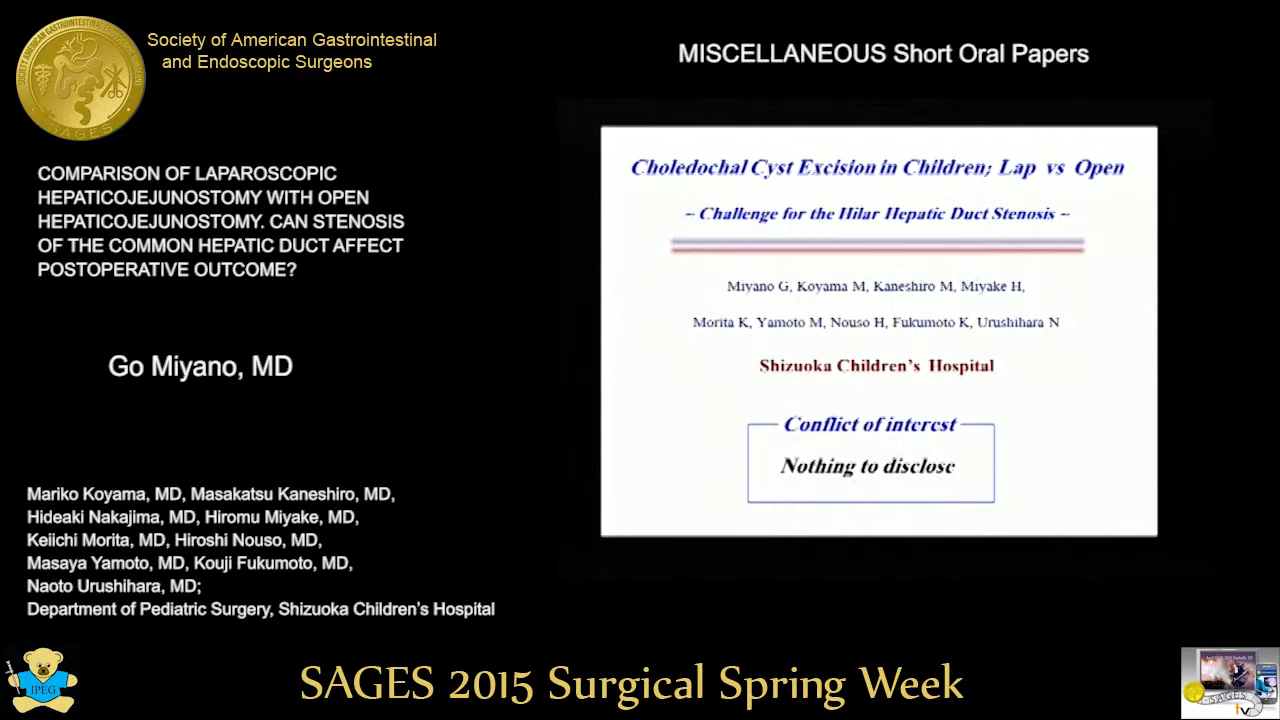 Society of American Gastrointestinal
and Endoscopic Surgeons
SAGES
MISCELLANEOUS Short Oral Papers
COMPARISON OF LAPAROSCOPIC
HEPATICOJEJUNOSTOMY WITH OPEN
HEPATICOJEJUNOSTOMY. CAN STENOSIS
OF THE COMMON HEPATIC DUCT AFFECT
POSTOPERATIVE OUTCOME?
Go Miyano, MD
Mariko Koyama, MD, Masakatsu Kaneshiro, MD,
Hideaki Nakajima, MD, Hiromu Miyake, MD,
Keiichi Morita, MD, Hiroshi Nouso, MD,
Masaya Yamoto, MD, Kouji Fukumoto, MD,
Naoto Urushihara, MD;
Department of Pediatric Surgery, Shizuoka Children's Hospital
Choledochal Cyst Excision in Children; Lap vs Open
~ Challenge for the Hilar Hepatic Duct Stenosis ~
Miyano G, Koyama M, Kaneshiro M, Miyake H,
Morita K, Yamoto M, Nouso H, Fukumoto K, Urushihara N
Shizuoka Children's Hospital
Conflict of interest
Nothing to disclose
IPEG
SAGES 2015 Surgical Spring Week
SAGES
tv